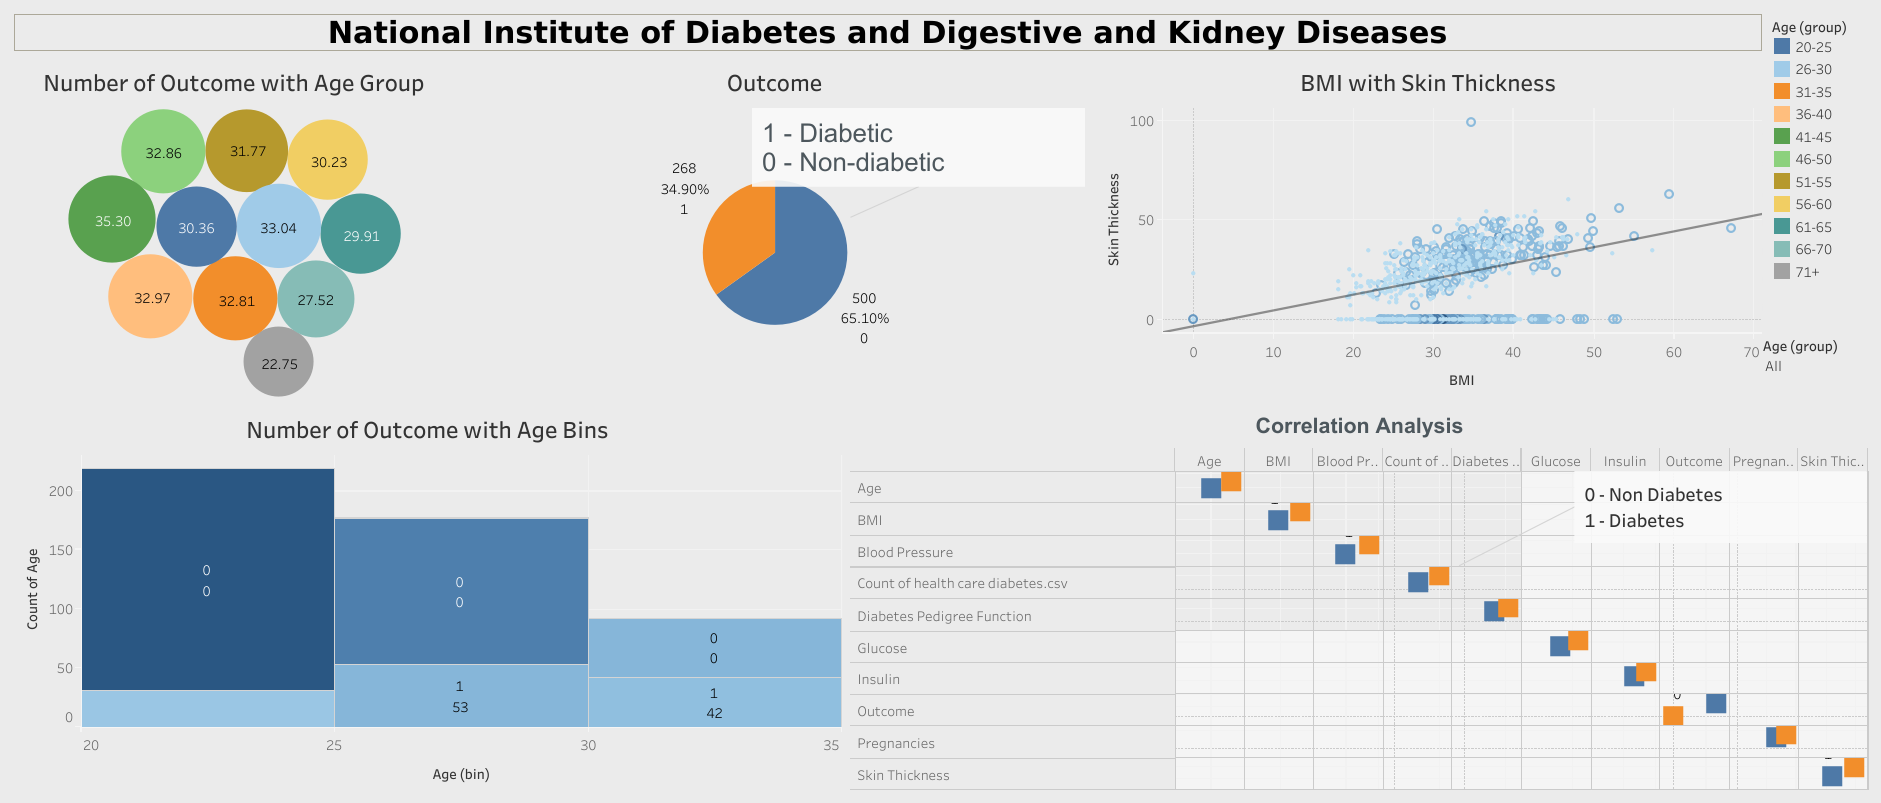 National Institute of Diabetes and Digestive and Kidney Diseases
Age (group)
20-25
26-30
31-35
36-40
41-45
46-50
51-55
56-60
61-65
66-70
71+
Number of Outcome with Age Group
32.86
31.77
30.23
35.30
30.36
33.04
29.91
32.97
32.81
27.52
22.75
Outcome
1 - Diabetic
0 - Non-diabetic
268
34.90%
1
500
65.10%
0
BMI with Skin Thickness
Skin Thickness
100
50
0
0 10 20 30 40 50 60 70
BMI
Age (group)
All
Number of Outcome with Age Bins
Count of Age
200
150
100
50
0
0
0
0
0
0
0
1
53
1
42
20 25 30 35
Age (bin)
Correlation Analysis
Age BMI Blood Pr.. Count of .. Diabetes .. Glucose Insulin Outcome Pregnan.. Skin Thic..
0 - Non Diabetes
1 - Diabetes
Age
BMI
Blood Pressure
Count of health care diabetes.csv
Diabetes Pedigree Function
Glucose
Insulin
Outcome
Pregnancies
Skin Thickness